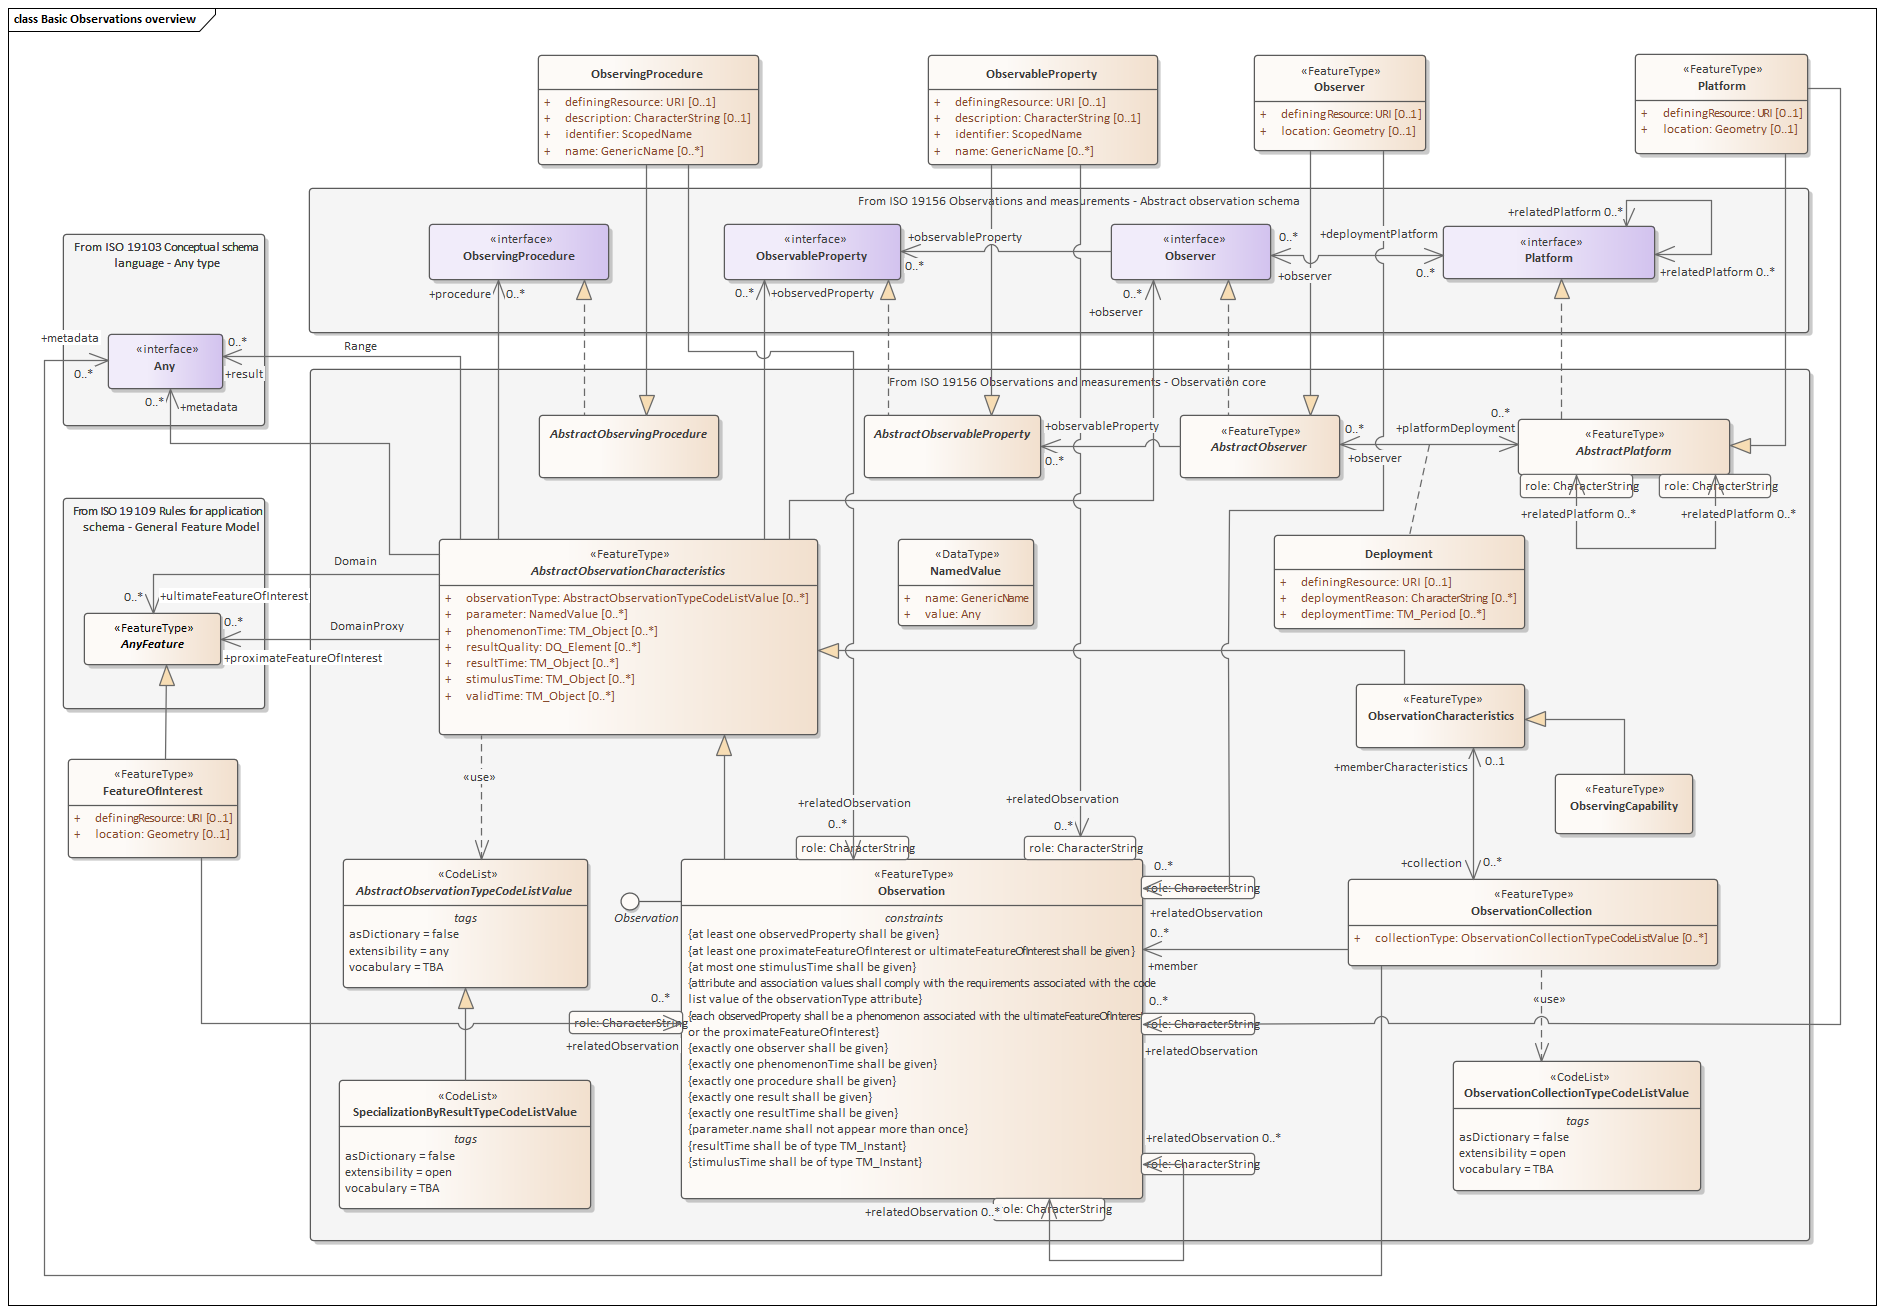 class Basic Observations overview
ObservingProcedure
+ definingResource: URI [0..1]
+ description: CharacterString [0..1]
+ identifier: ScopedName
+ name: GenericName [0..*]
ObservableProperty
+ definingResource: URI [0..1]
+ description: CharacterString [0..1]
+ identifier: ScopedName
+ name: GenericName [0..*]
«FeatureType»
Observer
+ definingResource: URI [0..1]
+ location: Geometry [0..1]
«FeatureType»
Platform
+ definingResource: URI [0..1]
+ location: Geometry [0..1]
From ISO 19156 Observations and measurements - Abstract observation schema
«interface»
ObservingProcedure
+procedure 0..*
«interface»
ObservableProperty
+observableProperty
0..*
0..* +observedProperty
«interface»
Observer
0..*
+observer
0..*
+observer
+deploymentPlatform
0..*
«interface»
Platform
+relatedPlatform 0..*
+relatedPlatform 0..*
From ISO 19103 Conceptual schema
language - Any type
+metadata
0..*
«interface»
Any
0..*
+result
0..*
+metadata
Range
From ISO 19156 Observations and measurements - Observation core
AbstractObservingProcedure
AbstractObservableProperty
+observableProperty
0..*
«FeatureType»
AbstractObserver
0..*
+observer
+platformDeployment
0..*
«FeatureType»
AbstractPlatform
role: CharacterString
role: CharacterString
+relatedPlatform 0..*
+relatedPlatform 0..*
From ISO 19109 Rules for application
schema - General Feature Model
Domain
0..*
+ultimateFeatureOfInterest
«FeatureType»
AnyFeature
0..*
DomainProxy
+proximateFeatureOfInterest
«FeatureType»
AbstractObservationCharacteristics
+ observationType: AbstractObservationTypeCodeListValue [0..*]
+ parameter: NamedValue [0..*]
+ phenomenonTime: TM_Object [0..*]
+ resultQuality: DQ_Element [0..*]
+ resultTime: TM_Object [0..*]
+ stimulusTime: TM_Object [0..*]
+ validTime: TM_Object [0..*]
«DataType»
NamedValue
+ name: GenericName
+ value: Any
Deployment
+ definingResource: URI [0..1]
+ deploymentReason: CharacterString [0..*]
+ deploymentTime: TM_Period [0..*]
«FeatureType»
ObservationCharacteristics
+memberCharacteristics
0..1
«FeatureType»
ObservingCapability
«FeatureType»
FeatureOfInterest
+ definingResource: URI [0..1]
+ location: Geometry [0..1]
«use»
+relatedObservation
0..*
role: CharacterString
+relatedObservation
0..*
role: CharacterString
«CodeList»
AbstractObservationTypeCodeListValue
tags
asDictionary = false
extensibility = any
vocabulary = TBA
Observation
«FeatureType»
Observation
constraints
{at least one observedProperty shall be given}
{at least one proximateFeatureOfInterest or ultimateFeatureOfInterest shall be given}
{at most one stimulusTime shall be given}
{attribute and association values shall comply with the requirements associated with the code
list value of the observationType attribute}
{each observedProperty shall be a phenomenon associated with the ultimateFeatureOfInterest
or the proximateFeatureOfInterest}
{exactly one observer shall be given}
{exactly one phenomenonTime shall be given}
{exactly one procedure shall be given}
{exactly one result shall be given}
{exactly one resultTime shall be given}
{parameter.name shall not appear more than once}
{resultTime shall be of type TM_Instant}
{stimulusTime shall be of type TM_Instant}
0..*
role: CharacterString
+relatedObservation
0..*
+member
0..*
role: CharacterString
+relatedObservation
0..*
role: CharacterString
+relatedObservation
+relatedObservation 0..*
role: CharacterString
+relatedObservation 0..*
role: CharacterString
+collection 0..*
«FeatureType»
ObservationCollection
+ collectionType: ObservationCollectionTypeCodeListValue [0..*]
«use»
«CodeList»
ObservationCollectionTypeCodeListValue
tags
asDictionary = false
extensibility = open
vocabulary = TBA
«CodeList»
SpecializationByResultTypeCodeListValue
tags
asDictionary = false
extensibility = open
vocabulary = TBA